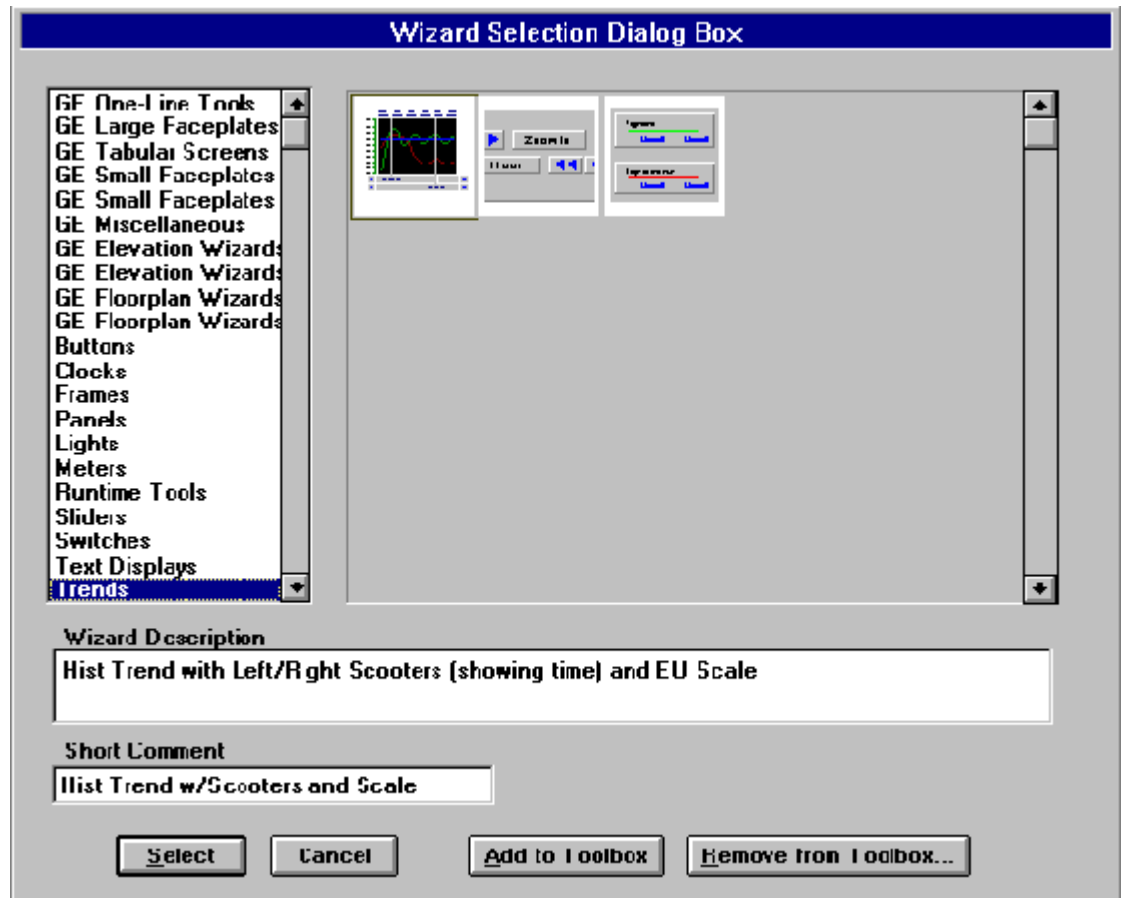 Wizard Selection Dialog Box
GE One-Line Tools
GE Large Faceplates
GE Tabular Screens
GE Small Faceplates
GE Small Faceplates
GE Miscellaneous
GE Elevation Wizards
GE Elevation Wizards
GE Floorplan Wizards
GE Floorplan Wizards
Buttons
Clocks
Frames
Panels
Lights
Meters
Runtime Tools
Sliders
Switches
Text Displays
Trends
Zoom In
Hour
Wizard Description
Hist Trend with Left/Right Scooters (showing time) and EU Scale
Short Comment
Hist Trend w/Scooters and Scale
Select
Cancel
Add to Toolbox
Remove from Toolbox...